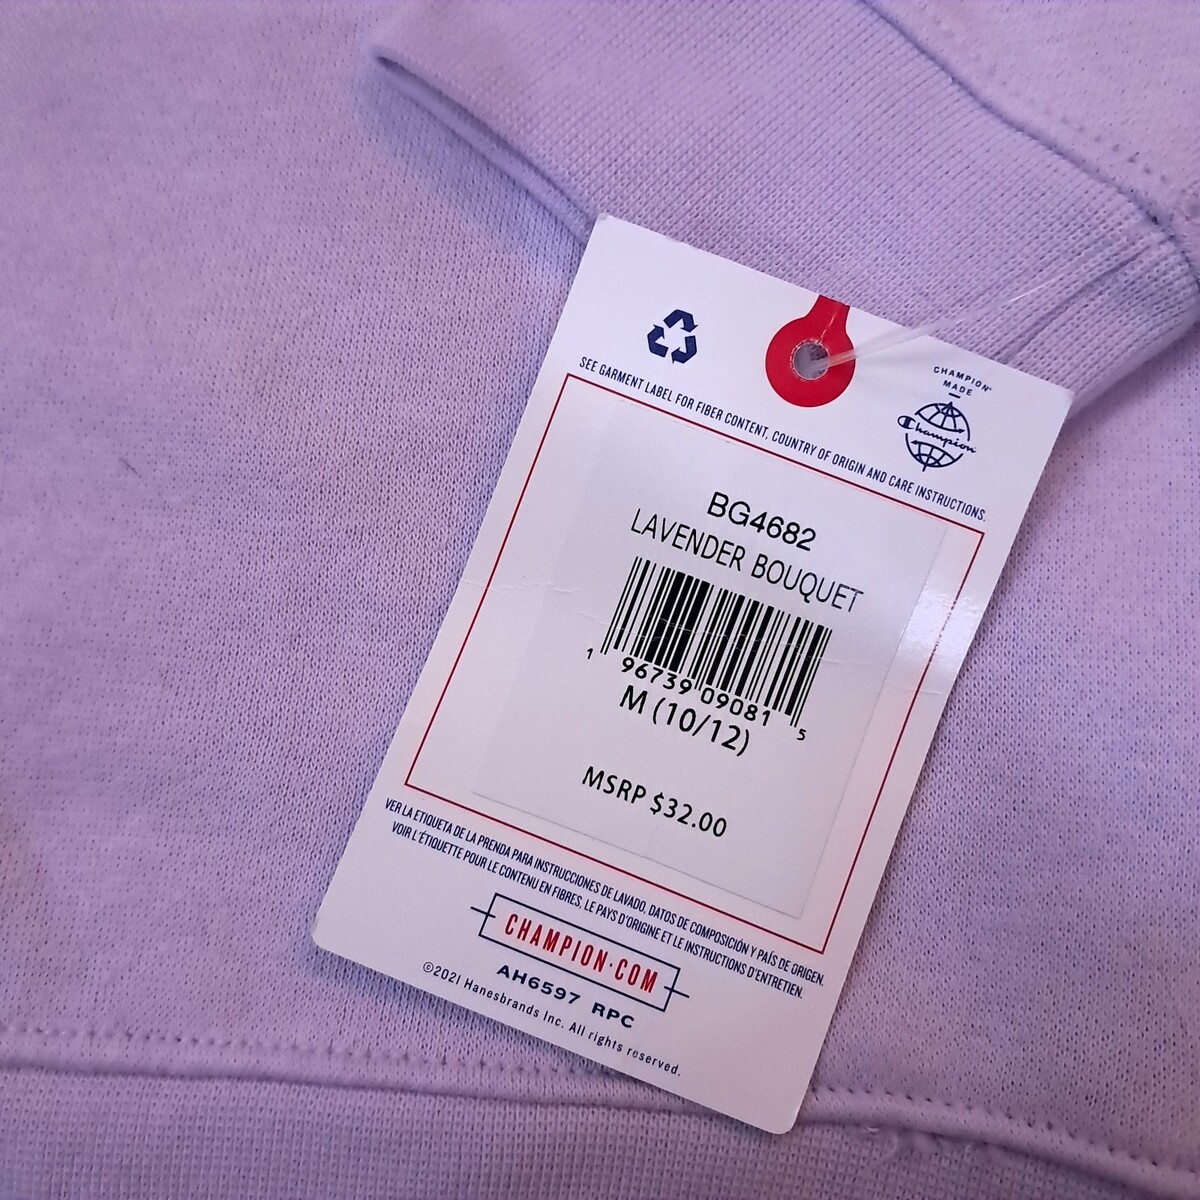 CHAMPION®
MADE
Champion
SEE GARMENT LABEL FOR FIBER CONTENT, COUNTRY OF ORIGIN AND CARE INSTRUCTIONS.
BG4682
LAVENDER BOUQUET
1 96739 09081 5
M (10/12)
MSRP $32.00
VER LA ETIQUETA DE LA PRENDA PARA INSTRUCCIONES DE LAVADO, DATOS DE COMPOSICIÓN Y PAÍS DE ORIGEN.
VOIR L'ÉTIQUETTE POUR LE CONTENU EN FIBRES, LE PAYS D'ORIGINE ET LE INSTRUCTIONS D'ENTRETIEN.
CHAMPION·COM
AH6597 RPC
©2021 Hanesbrands Inc. All rights reserved.